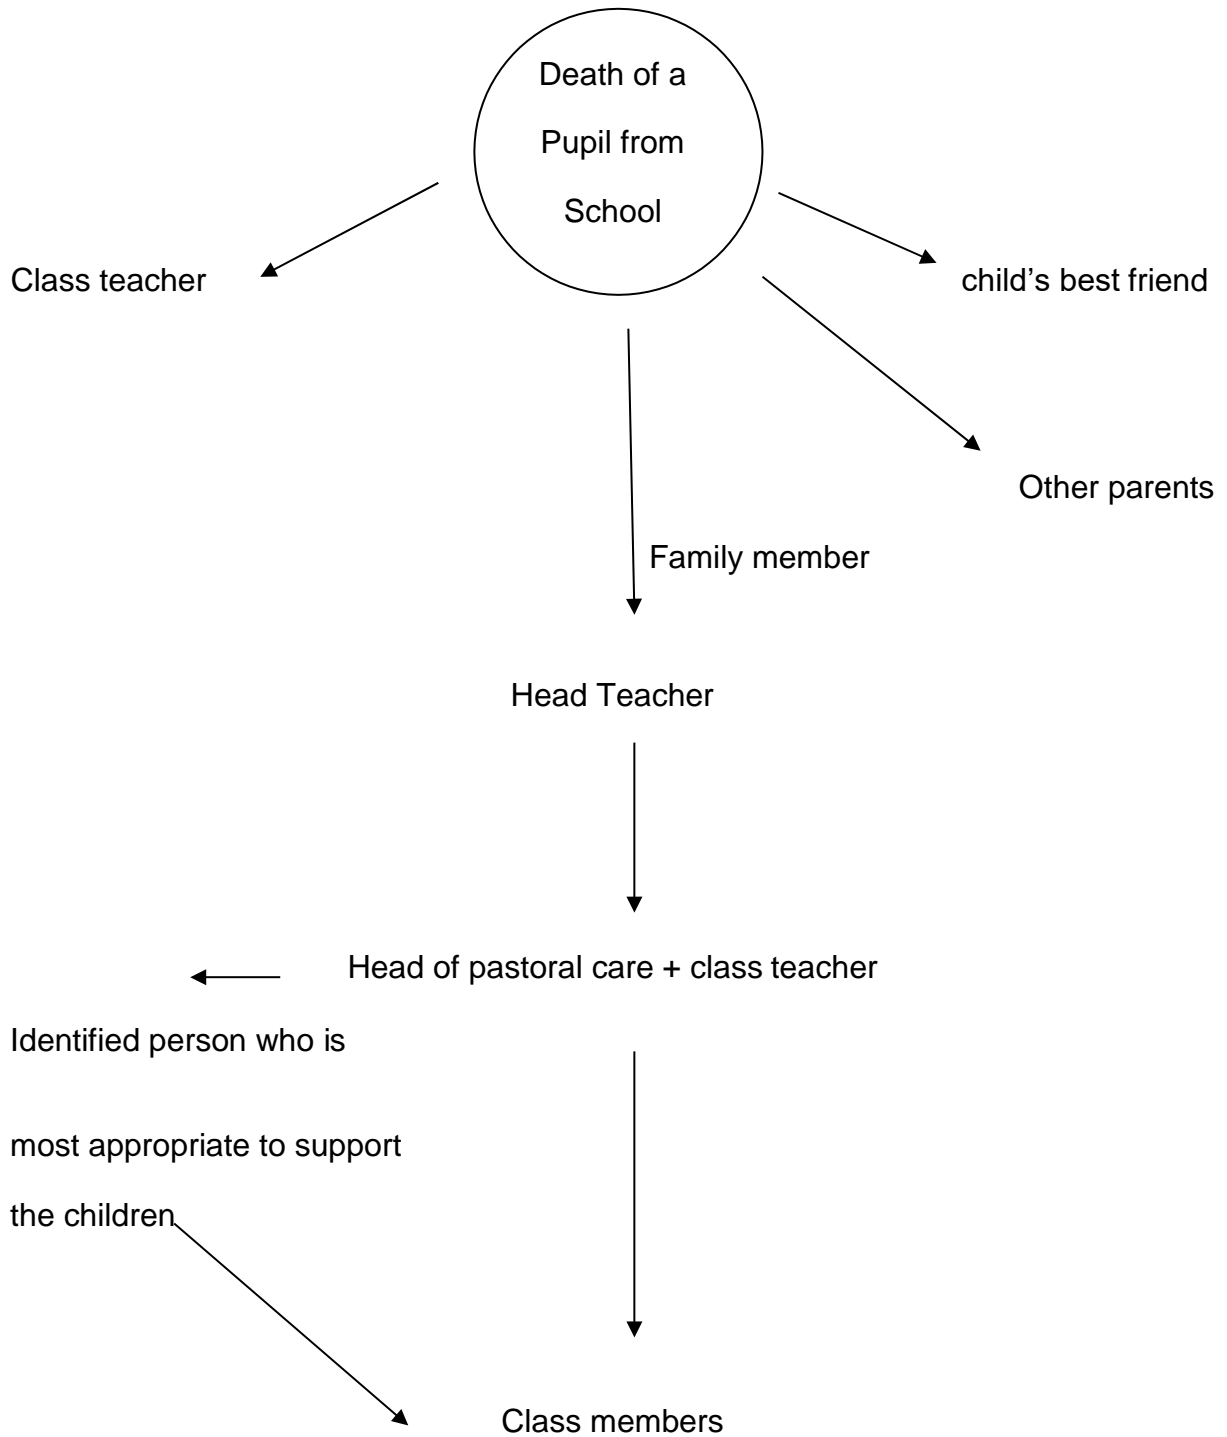 Death of a
Pupil from
School
Class teacher
child’s best friend
Other parents
Family member
Head Teacher
Head of pastoral care + class teacher
Identified person who is
most appropriate to support
the children
Class members